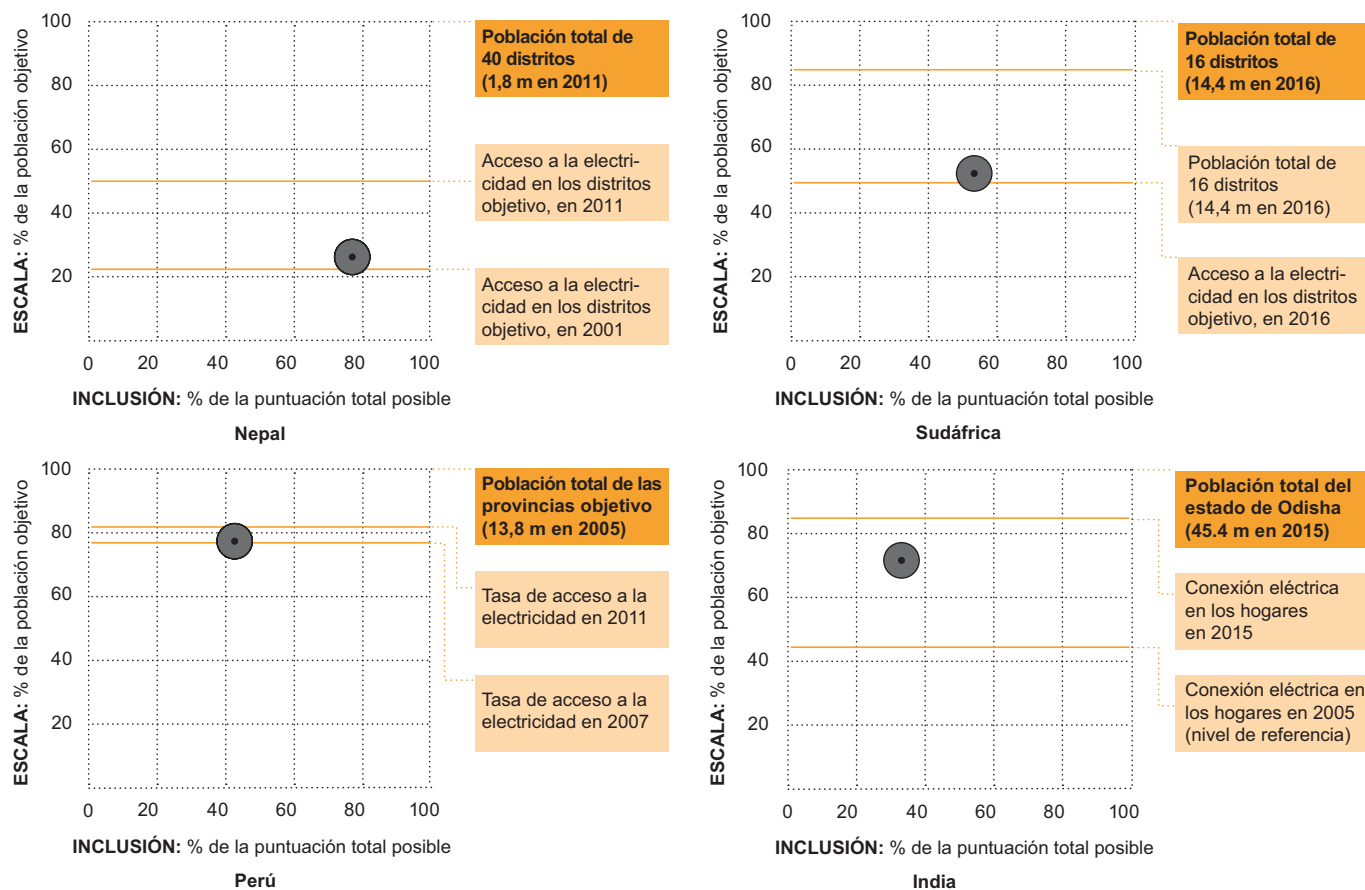 100
80
60
40
20
ESCALA: % de la población objetivo
0 20 40 60 80 100
INCLUSIÓN: % de la puntuación total posible
Nepal
Población total de
40 distritos
(1,8 m en 2011)
Acceso a la electri-
cidad en los distritos
objetivo, en 2011
Acceso a la electri-
cidad en los distritos
objetivo, en 2001
100
80
60
40
20
ESCALA: % de la población objetivo
0 20 40 60 80 100
INCLUSIÓN: % de la puntuación total posible
Sudáfrica
Población total de
16 distritos
(14,4 m en 2016)
Población total de
16 distritos
(14,4 m en 2016)
Acceso a la electri-
cidad en los distritos
objetivo, en 2016
100
80
60
40
20
ESCALA: % de la población objetivo
0 20 40 60 80 100
INCLUSIÓN: % de la puntuación total posible
Perú
Población total de las
provincias objetivo
(13,8 m en 2005)
Tasa de acceso a la
electricidad en 2011
Tasa de acceso a la
electricidad en 2007
100
80
60
40
20
ESCALA: % de la población objetivo
0 20 40 60 80 100
INCLUSIÓN: % de la puntuación total posible
India
Población total del
estado de Odisha
(45.4 m en 2015)
Conexión eléctrica
en los hogares
en 2015
Conexión eléctrica en
los hogares en 2005
(nivel de referencia)